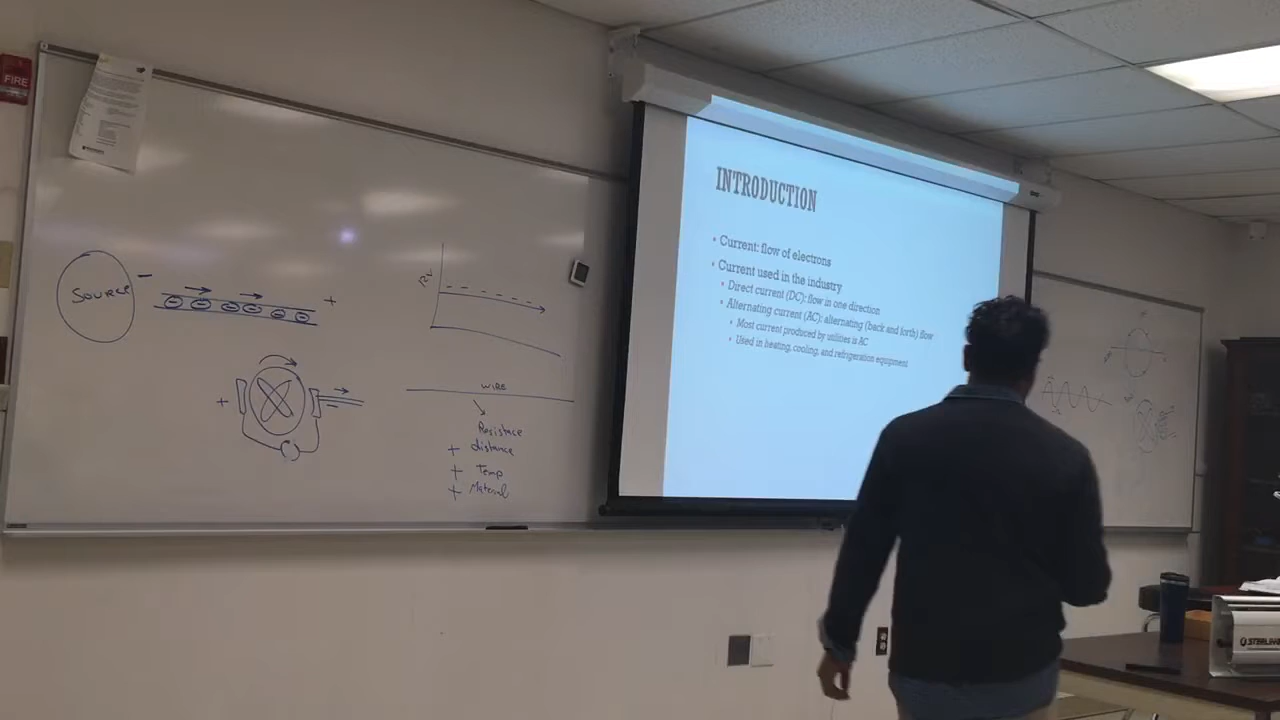 FIRE
Source
−
+
+
WIRE
Resistace
+ distance
+ Temp
+ Material
INTRODUCTION
• Current: flow of electrons
• Current used in the industry
• Direct current (DC): flow in one direction
• Alternating current (AC): alternating (back and forth) flow
• Most current produced by utilities is AC
• Used in heating, cooling, and refrigeration equipment